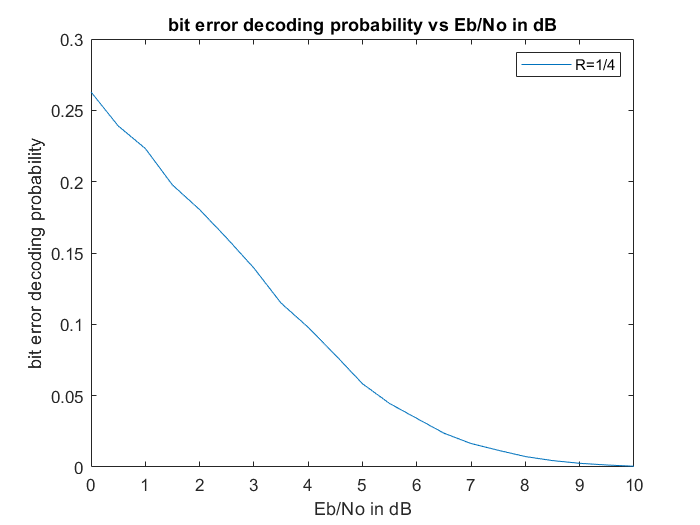 bit error decoding probability vs Eb/No in dB
R=1/4
bit error decoding probability
0.3
0.25
0.2
0.15
0.1
0.05
0
0 1 2 3 4 5 6 7 8 9 10
Eb/No in dB